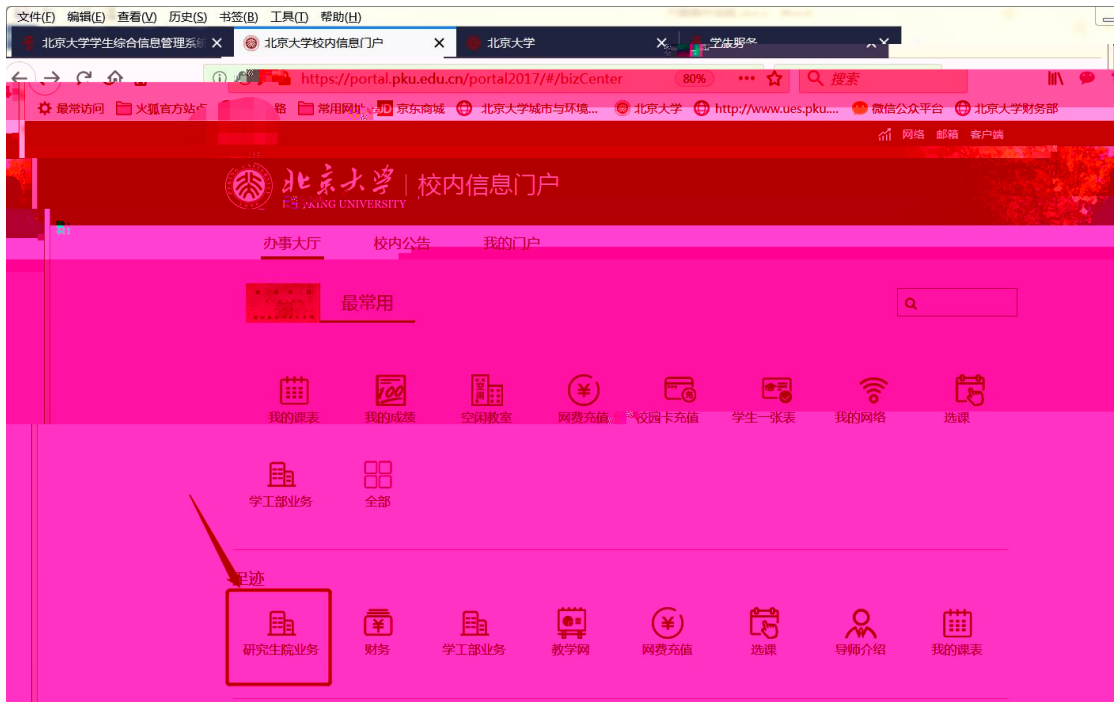 文件(F) 编辑(E) 查看(V) 历史(S) 书签(B) 工具(T) 帮助(H)
北京大学学生综合信息管理系统 北京大学校内信息门户 北京大学
https://portal.pku.edu.cn/portal2017/#/bizCenter 80% 搜索
最常访问 火狐官方站点 常用网址 京东商城 北京大学城市与环境... 北京大学 http://www.ues.pku.... 微信公众平台 北京大学财务部
网络 邮箱 客户端
北京大学 校内信息门户
UNIVERSITY
办事大厅 校内公告 我的门户
最常用
我的课表 我的成绩 空闲教室 网费充值 校园卡充值 学生一张表 我的网络 选课
学工部业务 全部
足迹
研究生院业务 财务 学工部业务 教学网 网费充值 选课 导师介绍 我的课表